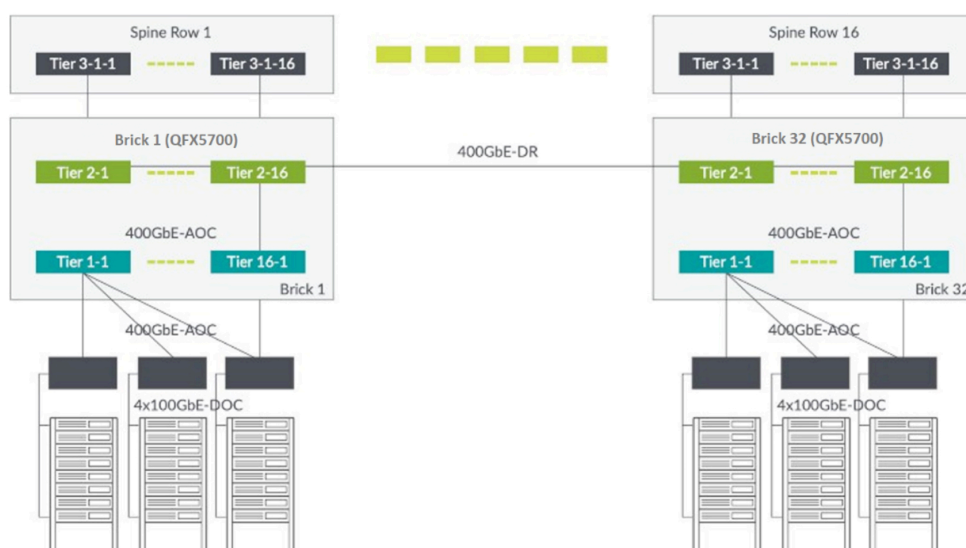 Spine Row 1
Tier 3-1-1
Tier 3-1-16
Spine Row 16
Tier 3-1-1
Tier 3-1-16
Brick 1 (QFX5700)
Tier 2-1
Tier 2-16
400GbE-DR
Brick 32 (QFX5700)
Tier 2-1
Tier 2-16
400GbE-AOC
Tier 1-1
Tier 16-1
Brick 1
400GbE-AOC
Tier 1-1
Tier 16-1
Brick 32
400GbE-AOC
4x100GbE-DOC
400GbE-AOC
4x100GbE-DOC